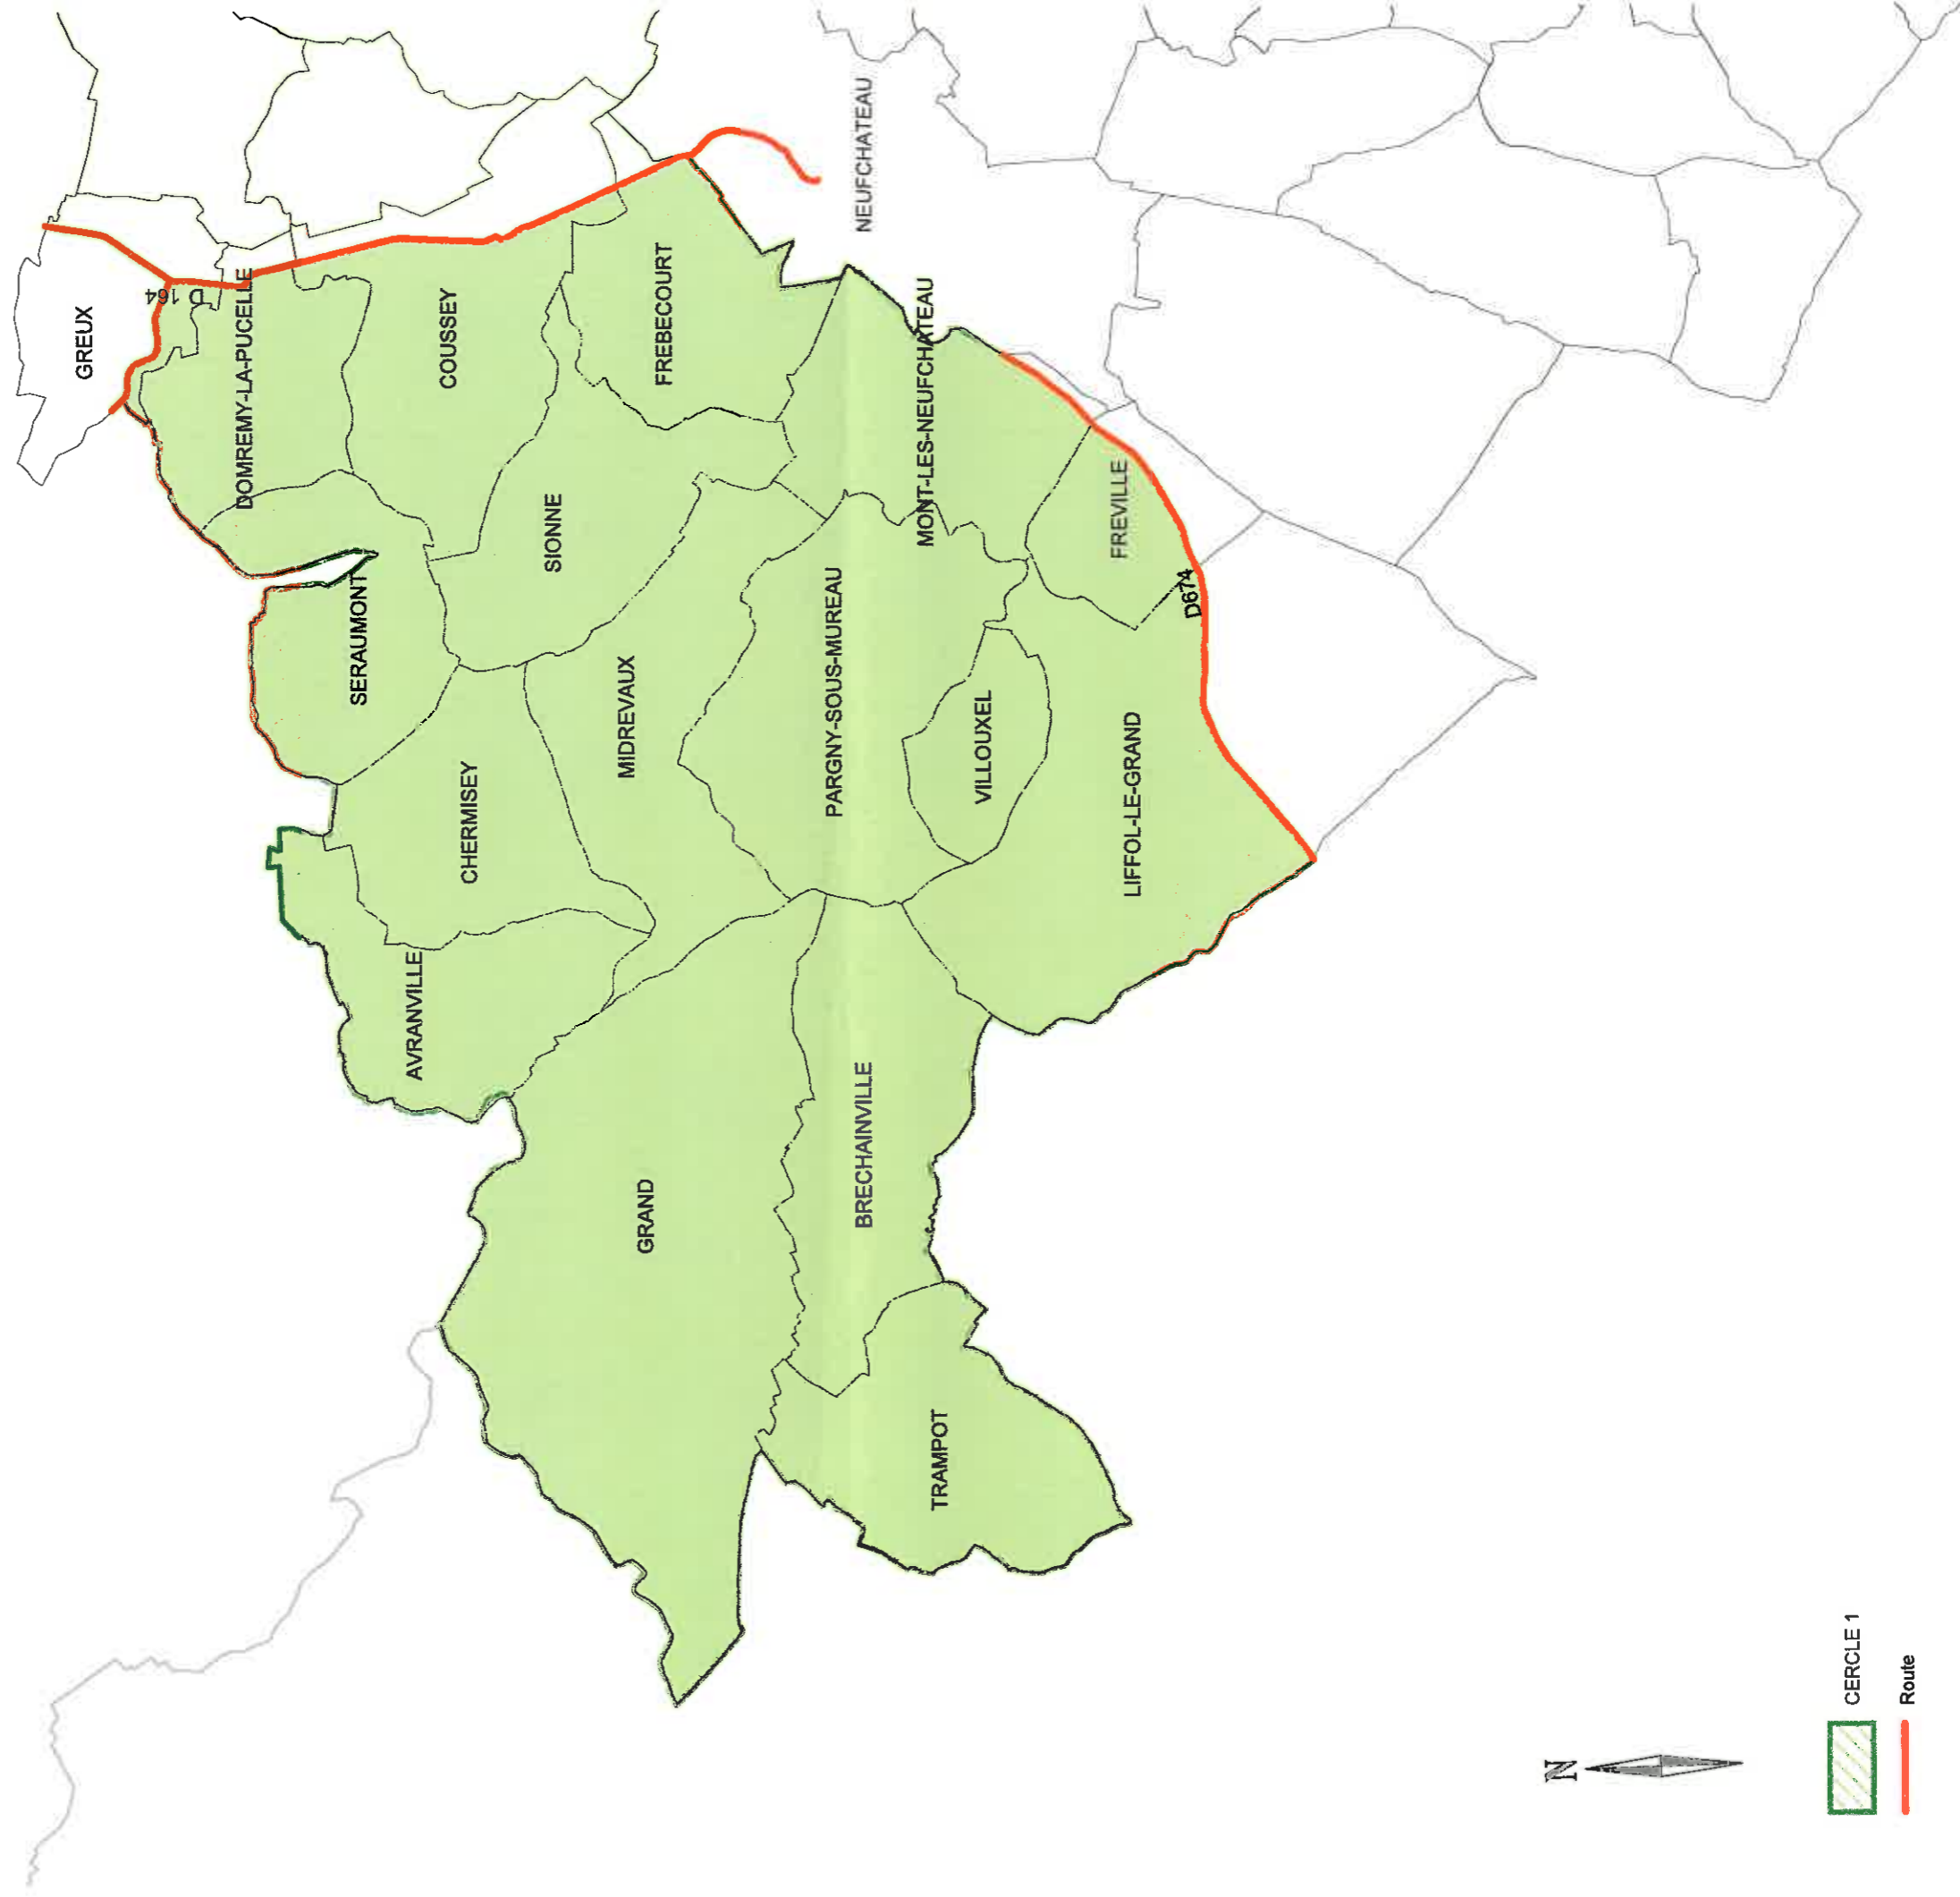 GREUX
D 164
DOMREMY-LA-PUCELLE
COUSSEY
FREBECOURT
NEUFCHATEAU
SERAUMONT
SIONNE
MONT-LES-NEUFCHATEAU
FREVILLE
D674
CHERMISEY
MIDREVAUX
PARGNY-SOUS-MUREAU
VILLOUXEL
LIFFOL-LE-GRAND
AVRANVILLE
GRAND
BRECHAINVILLE
TRAMPOT
N
CERCLE 1
Route